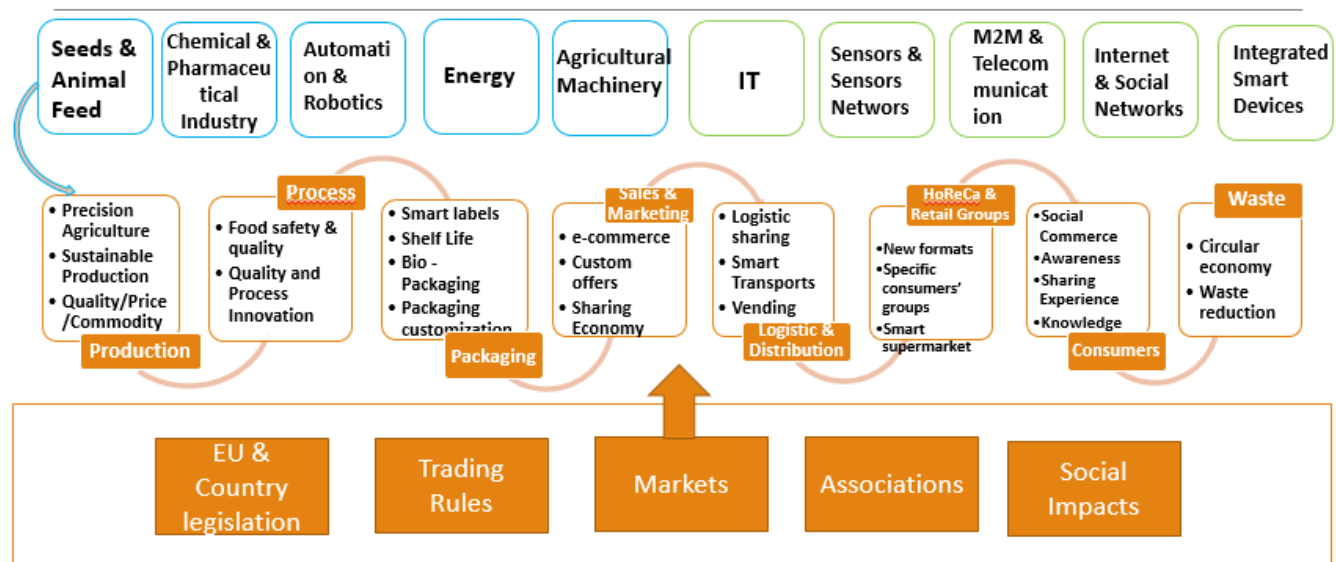 Seeds &
Animal
Feed
Chemical &
Pharmaceu
tical
Industry
Automati
on &
Robotics
Energy
Agricultural
Machinery
IT
Sensors &
Sensors
Networs
M2M &
Telecom
municat
ion
Internet
& Social
Networks
Integrated
Smart
Devices
• Precision
Agriculture
• Sustainable
Production
• Quality/Price
/Commodity
Production
Process
• Food safety &
quality
• Quality and
Process
Innovation
• Smart labels
• Shelf Life
• Bio -
Packaging
• Packaging
customization
Packaging
Sales &
Marketing
• e-commerce
• Custom
offers
• Sharing
Economy
• Logistic
sharing
• Smart
Transports
• Vending
Logistic &
Distribution
HoReCa &
Retail Groups
•New formats
•Specific
consumers’
groups
•Smart
supermarket
•Social
Commerce
•Awareness
•Sharing
Experience
•Knowledge
Consumers
Waste
• Circular
economy
• Waste
reduction
EU &
Country
legislation
Trading
Rules
Markets
Associations
Social
Impacts